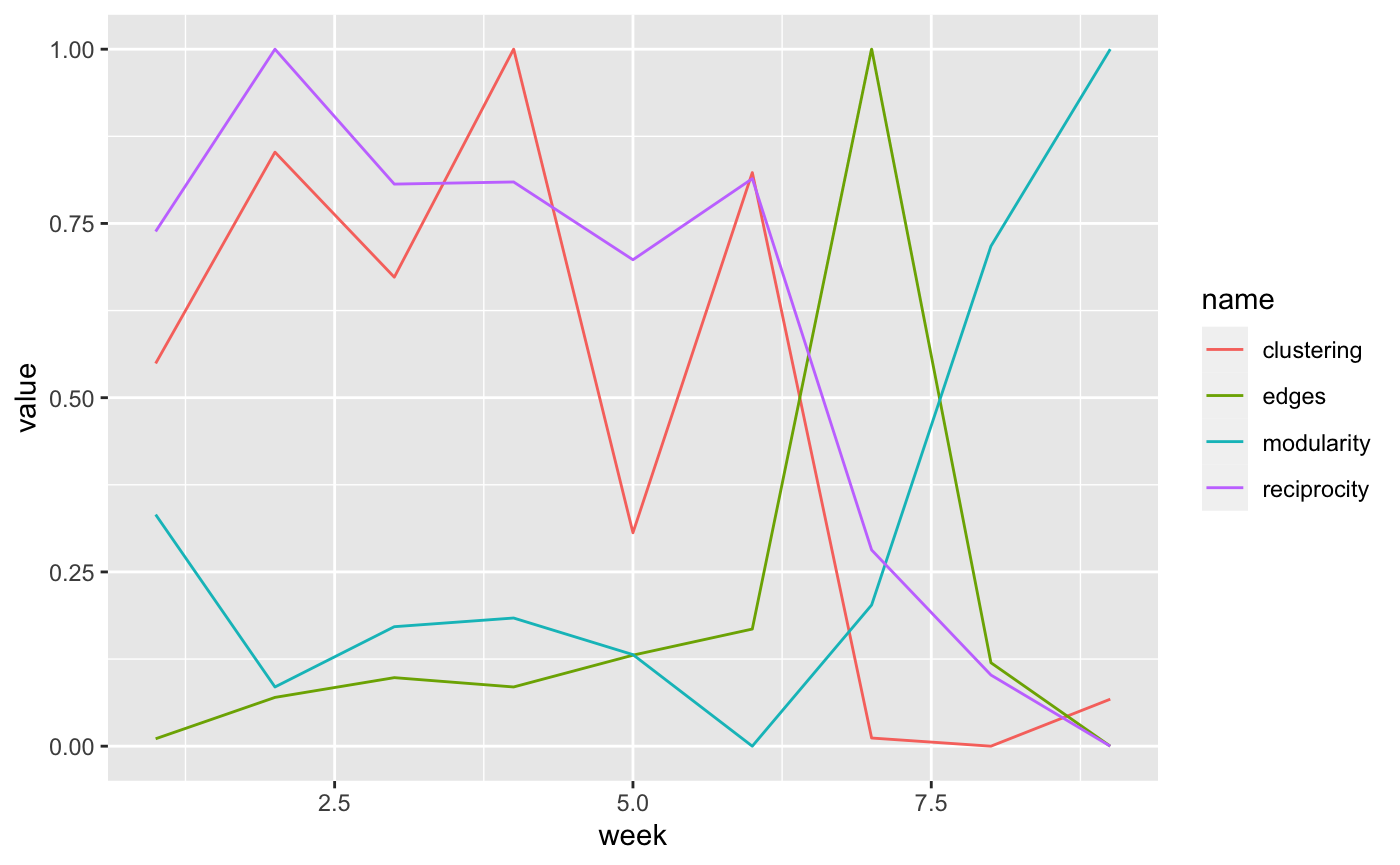 1.00
0.75
0.50
0.25
0.00
value
2.5 5.0 7.5
week
name
clustering
edges
modularity
reciprocity